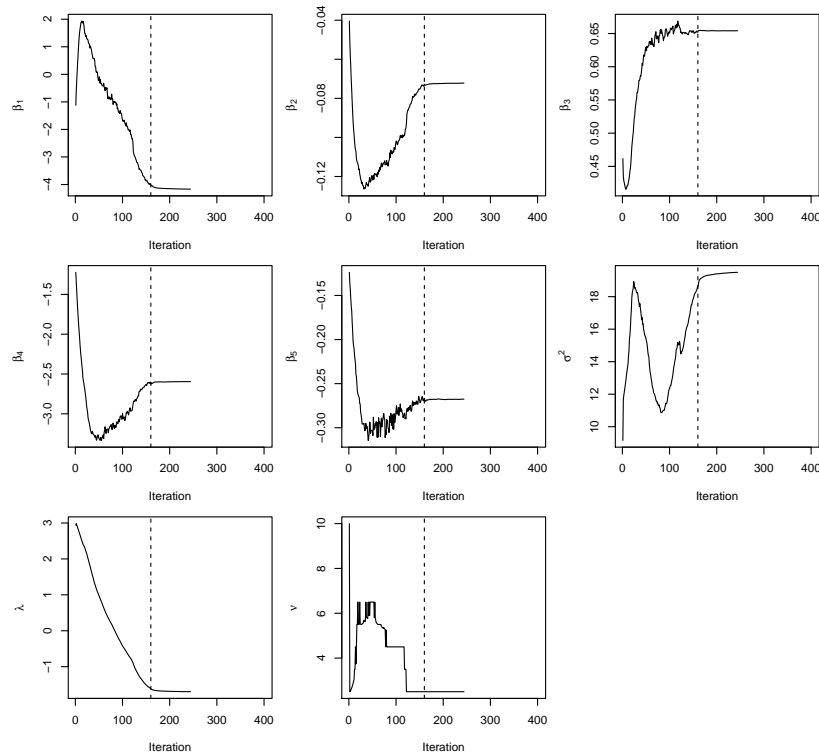 2
1
0
−1
−2
−3
−4
β1
0 100 200 300 400
Iteration
−0.04
−0.08
−0.12
β2
0 100 200 300 400
Iteration
0.65
0.60
0.55
0.50
0.45
β3
0 100 200 300 400
Iteration
−1.5
−2.0
−2.5
−3.0
β4
0 100 200 300 400
Iteration
−0.15
−0.20
−0.25
−0.30
β5
0 100 200 300 400
Iteration
18
16
14
12
10
σ2
0 100 200 300 400
Iteration
3
2
1
0
−1
λ
0 100 200 300 400
Iteration
10
8
6
4
ν
0 100 200 300 400
Iteration